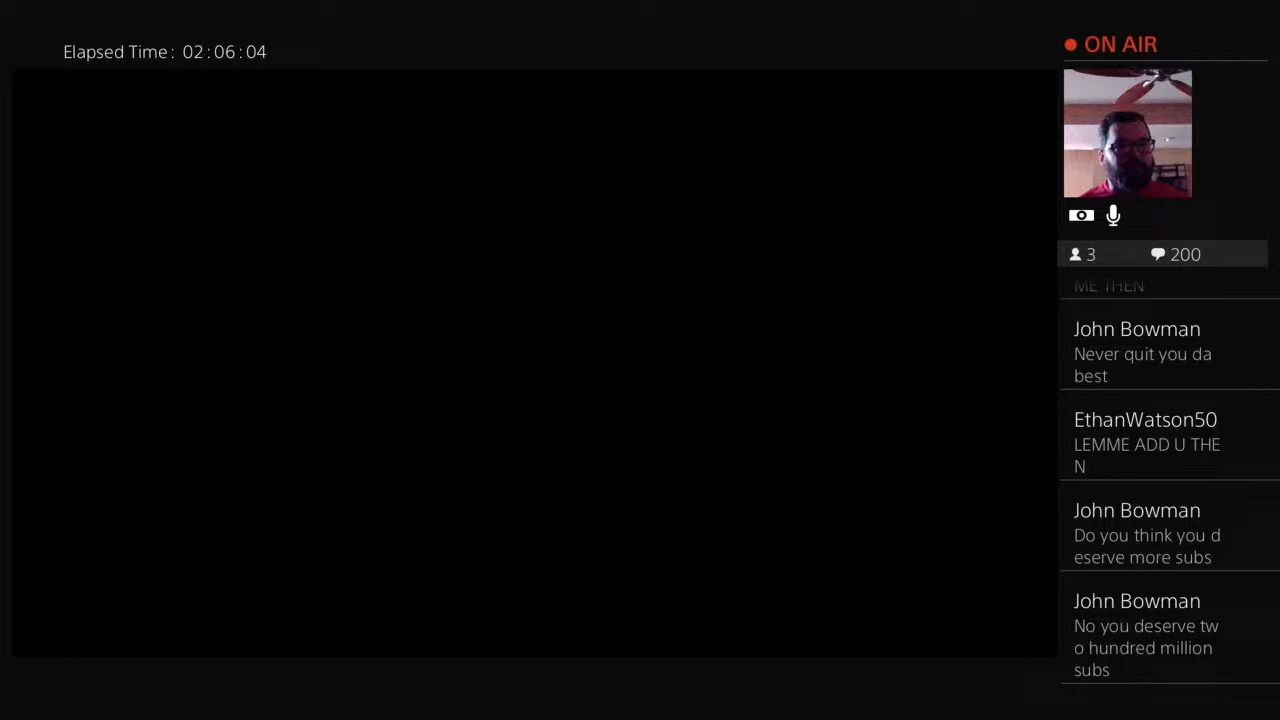 Elapsed Time: 02:06:04
ON AIR
3 200
ME THEN
John Bowman
Never quit you da
best
EthanWatson50
LEMME ADD U THE
N
John Bowman
Do you think you d
eserve more subs
John Bowman
No you deserve tw
o hundred million
subs